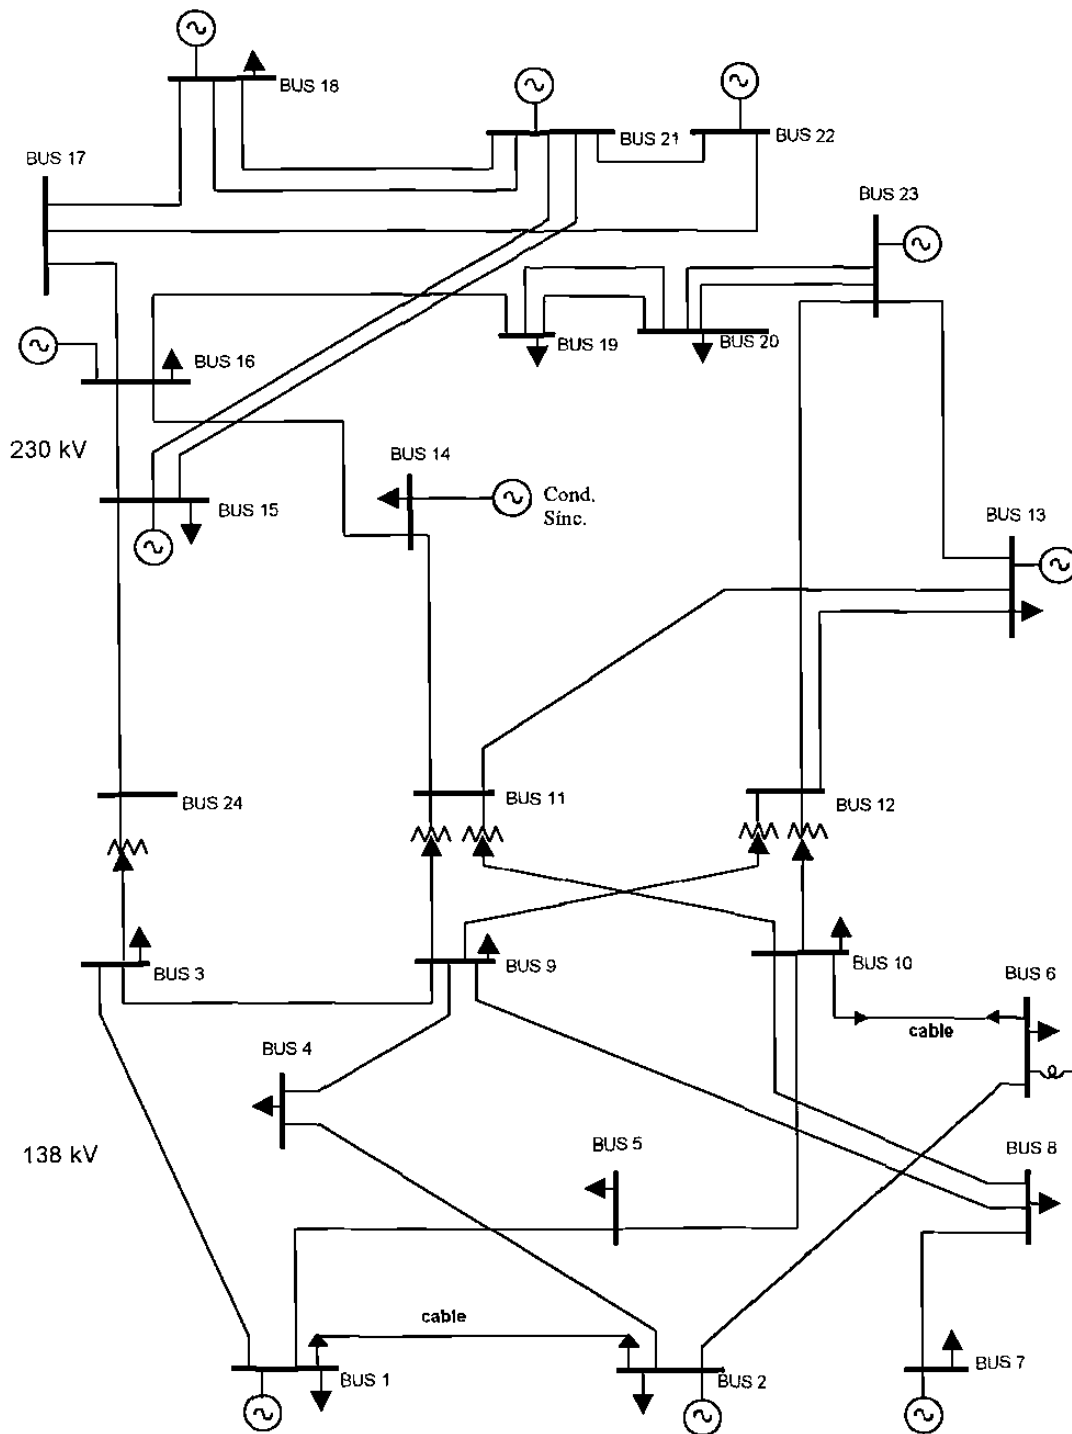 BUS 18
BUS 21
BUS 22
BUS 17
BUS 23
BUS 19
BUS 20
BUS 16
230 kV
BUS 14
BUS 15
Cond.
Sínc.
BUS 13
BUS 24
BUS 11
BUS 12
BUS 3
BUS 9
BUS 10
BUS 6
cable
BUS 4
138 kV
BUS 5
BUS 8
cable
BUS 1
BUS 2
BUS 7